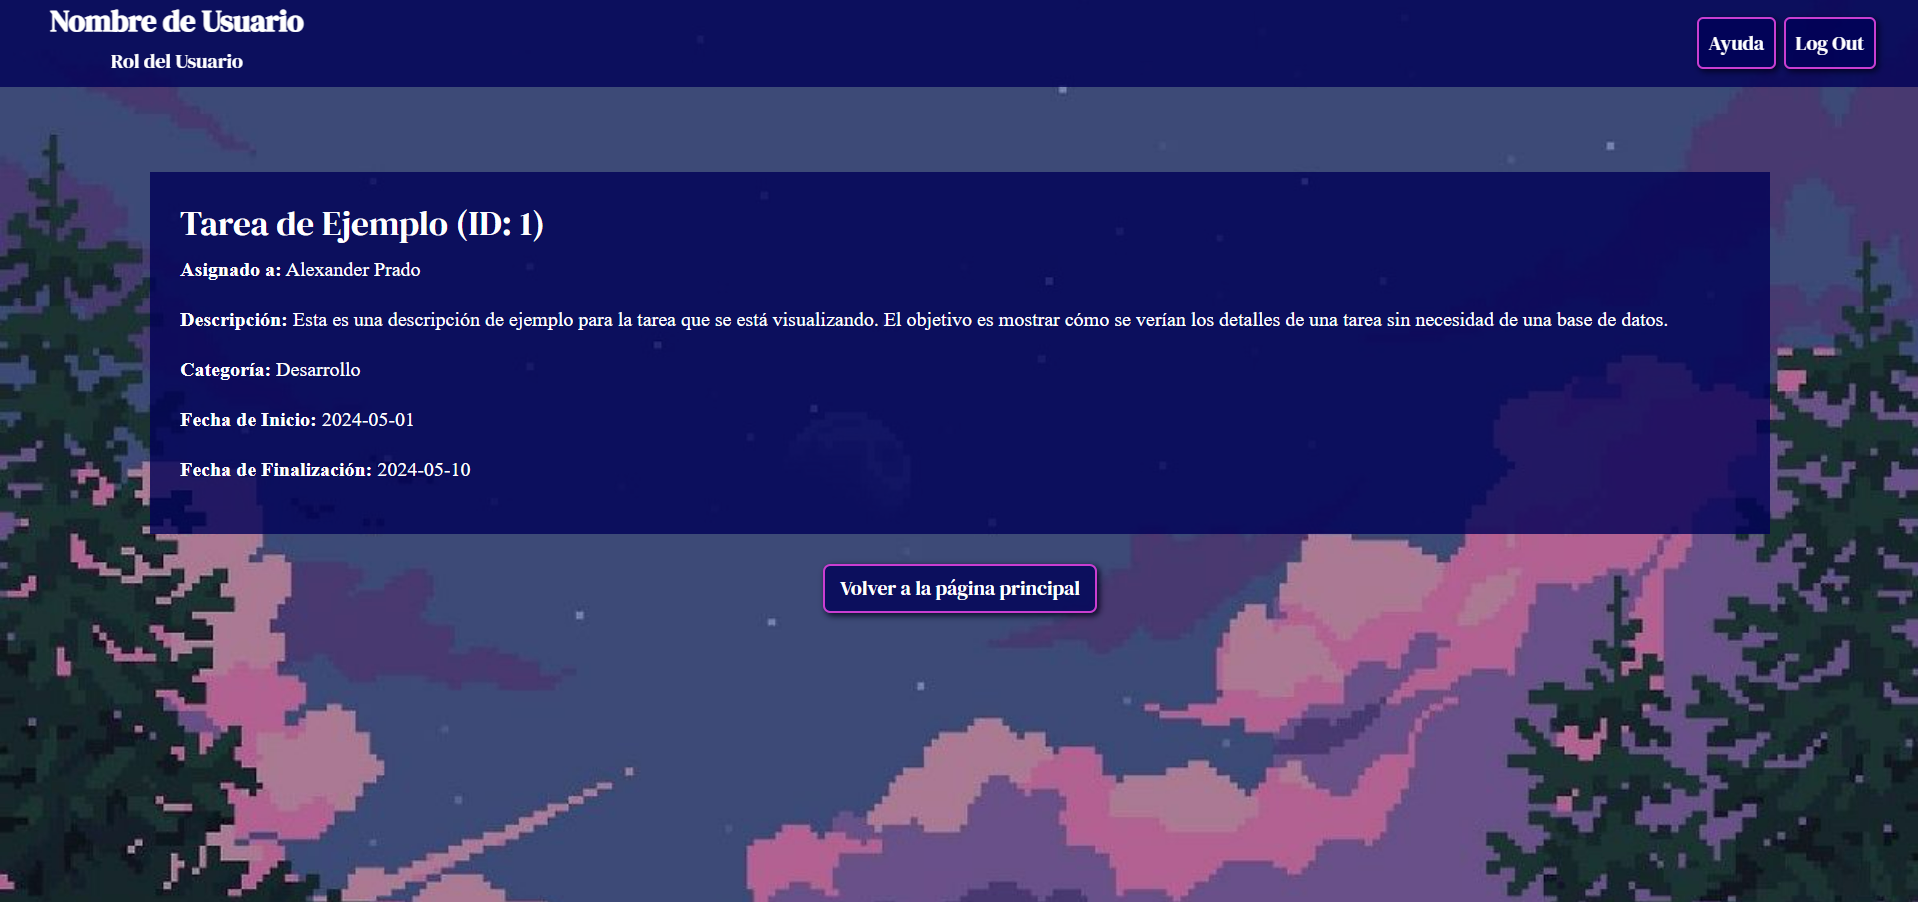 Nombre de Usuario
Rol del Usuario
Ayuda
Log Out
Tarea de Ejemplo (ID: 1)
Asignado a: Alexander Prado
Descripción: Esta es una descripción de ejemplo para la tarea que se está visualizando. El objetivo es mostrar cómo se verían los detalles de una tarea sin necesidad de una base de datos.
Categoría: Desarrollo
Fecha de Inicio: 2024-05-01
Fecha de Finalización: 2024-05-10
Volver a la página principal